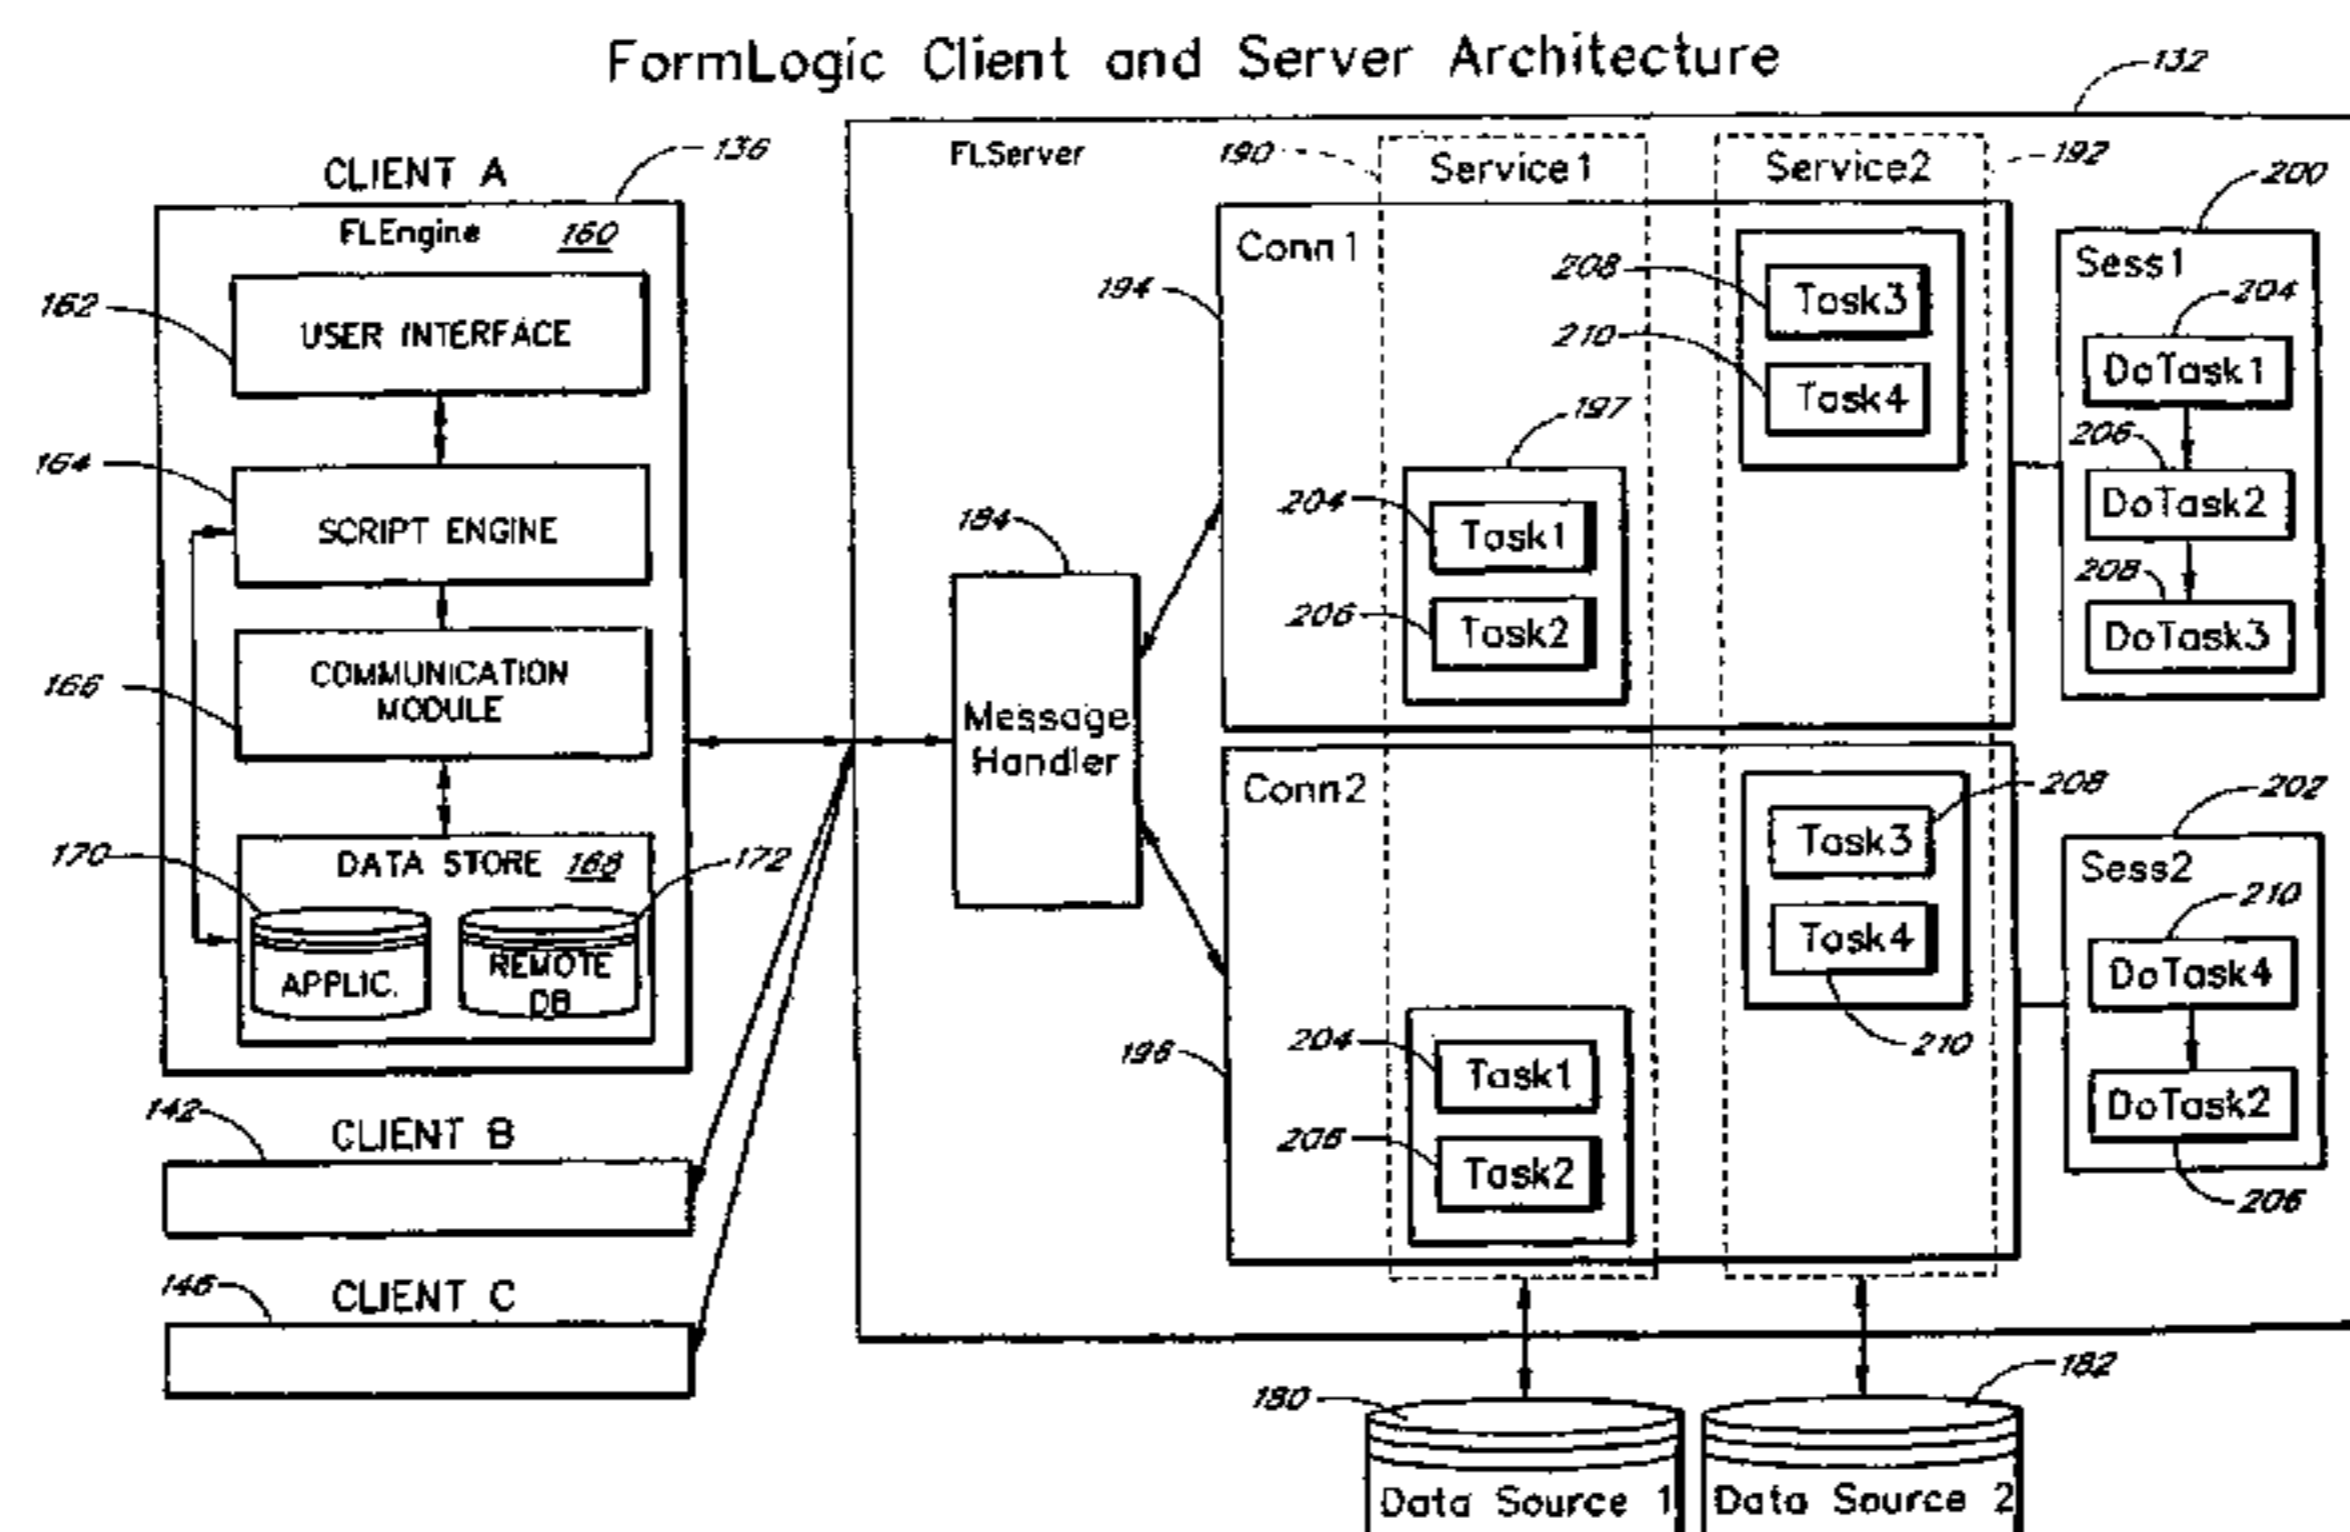 FormLogic Client and Server Architecture
132
136
CLIENT A
FLEngine 160
162
USER INTERFACE
164
SCRIPT ENGINE
166
COMMUNICATION
MODULE
170
DATA STORE 168
172
APPLIC.
REMOTE
DB
142
CLIENT B
146
CLIENT C
FLServer
190
Service1
Service2
192
184
Message
Handler
194
Conn1
208
Task3
210
Task4
197
204
Task1
206
Task2
200
Sess1
204
DoTask1
206
DoTask2
208
DoTask3
196
Conn2
208
Task3
Task4
210
204
Task1
206
Task2
202
Sess2
210
DoTask4
DoTask2
206
180
Data Source 1
182
Data Source 2